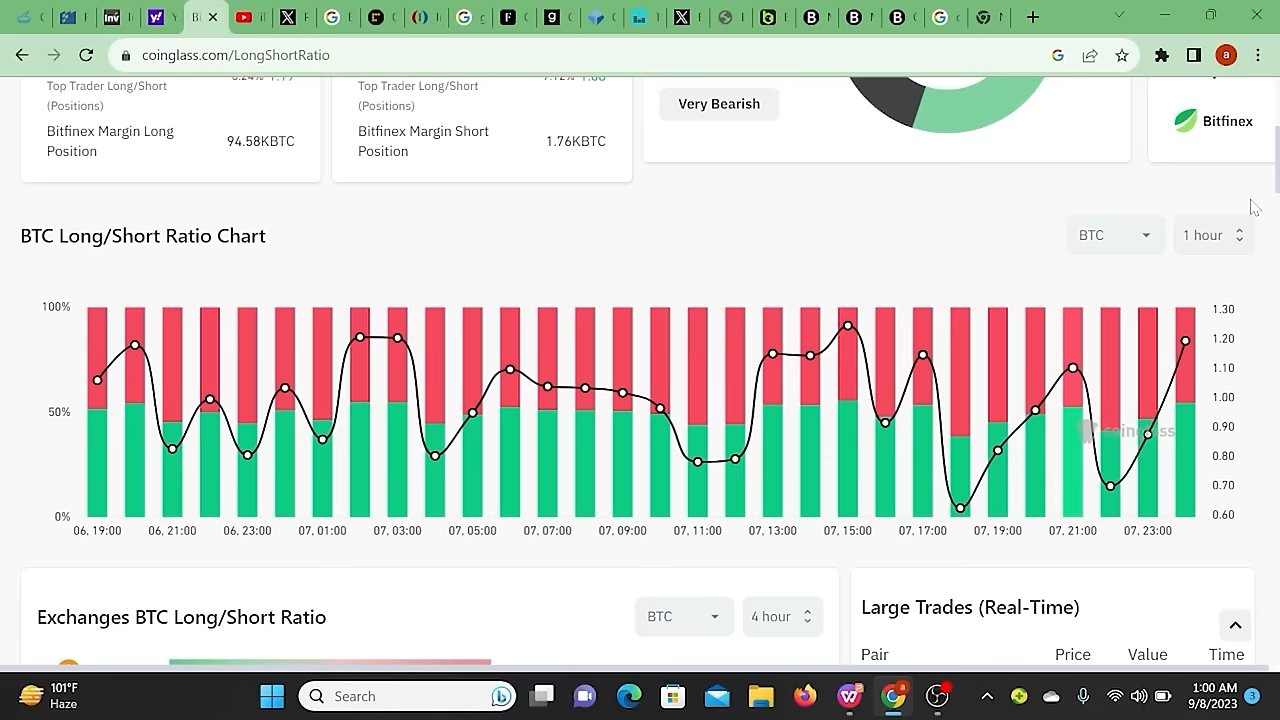 coinglass.com/LongShortRatio
a
Top Trader Long/Short
(Positions)
Bitfinex Margin Long
Position
94.58KBTC
Top Trader Long/Short
(Positions)
Bitfinex Margin Short
Position
1.76KBTC
Very Bearish
Bitfinex
BTC Long/Short Ratio Chart
BTC
1 hour
100%
50%
0%
1.30
1.20
1.10
1.00
0.90
0.80
0.70
0.60
coinglass
06, 19:00 06, 21:00 06, 23:00 07, 01:00 07, 03:00 07, 05:00 07, 07:00 07, 09:00 07, 11:00 07, 13:00 07, 15:00 07, 17:00 07, 19:00 07, 21:00 07, 23:00
Exchanges BTC Long/Short Ratio
BTC
4 hour
Large Trades (Real-Time)
Pair Price Value Time
101°F
Haze
Search
1:00 AM
9/8/2023
3